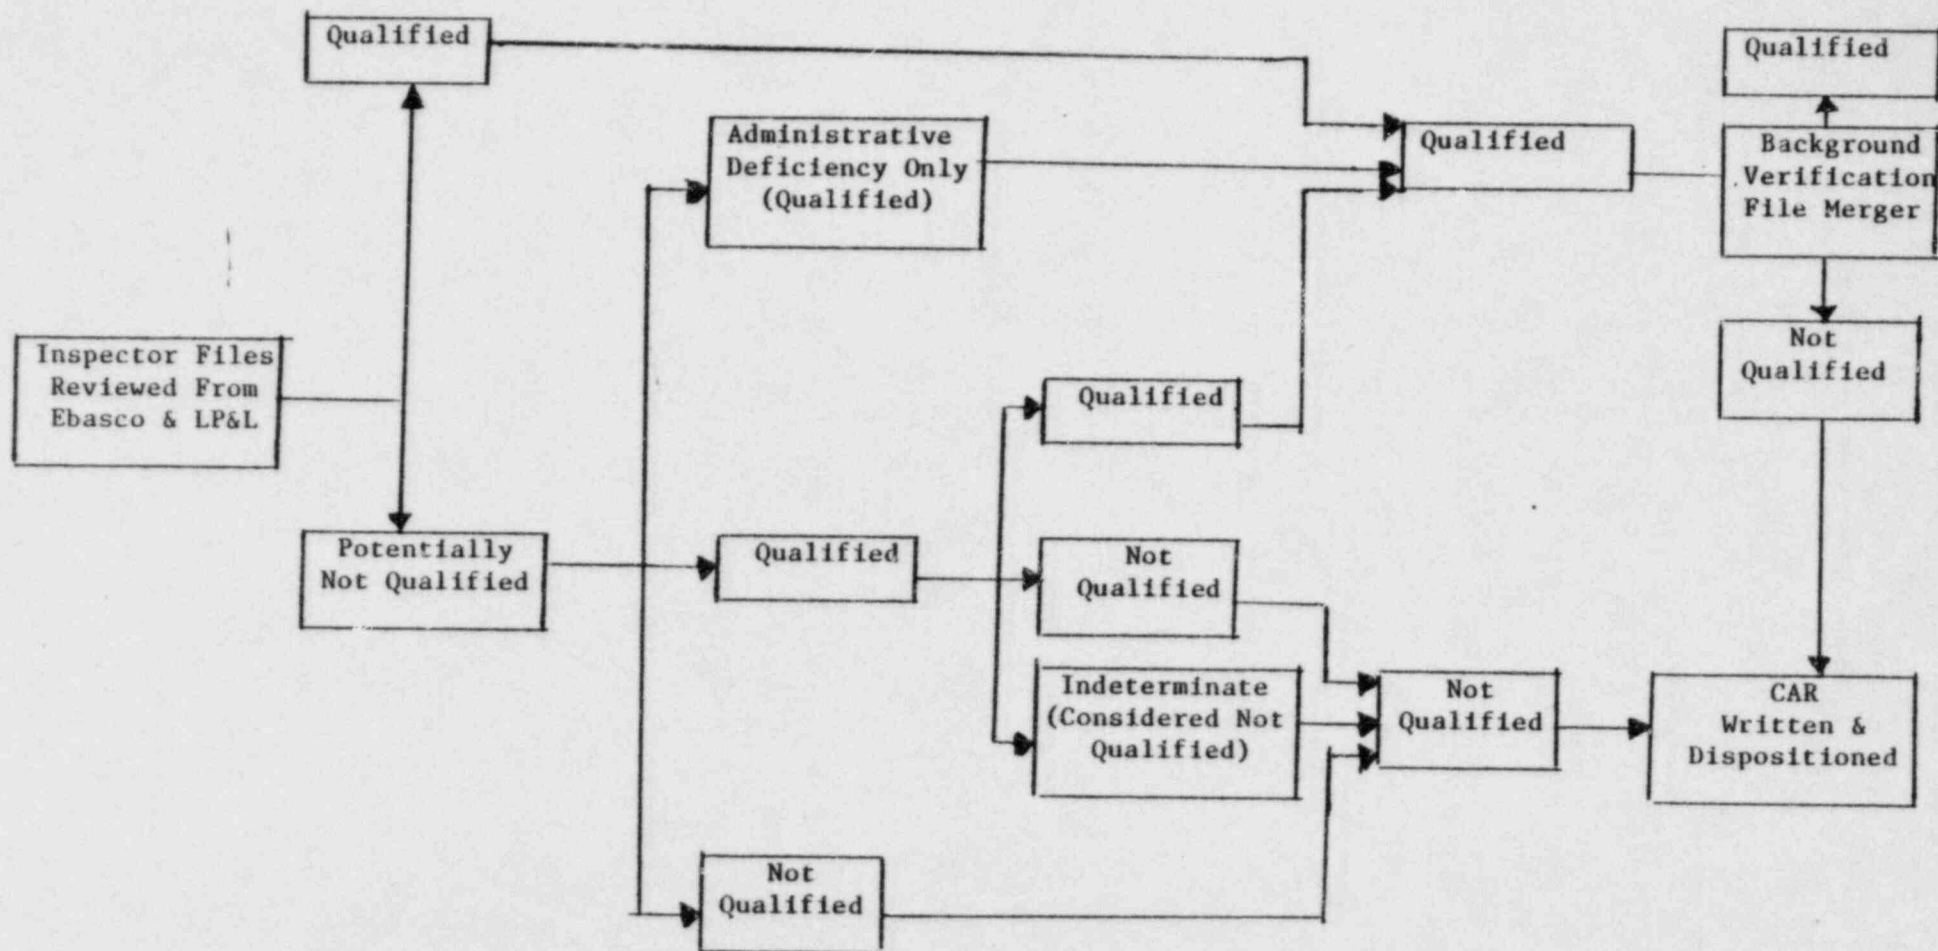 Qualified
Qualified
Administrative
Deficiency Only
(Qualified)
Qualified
Background
Verification
File Merger
Inspector Files
Reviewed From
Ebasco & LP&L
Not
Qualified
Qualified
Potentially
Not Qualified
Qualified
Not
Qualified
Indeterminate
(Considered Not
Qualified)
Not
Qualified
CAR
Written &
Dispositioned
Not
Qualified